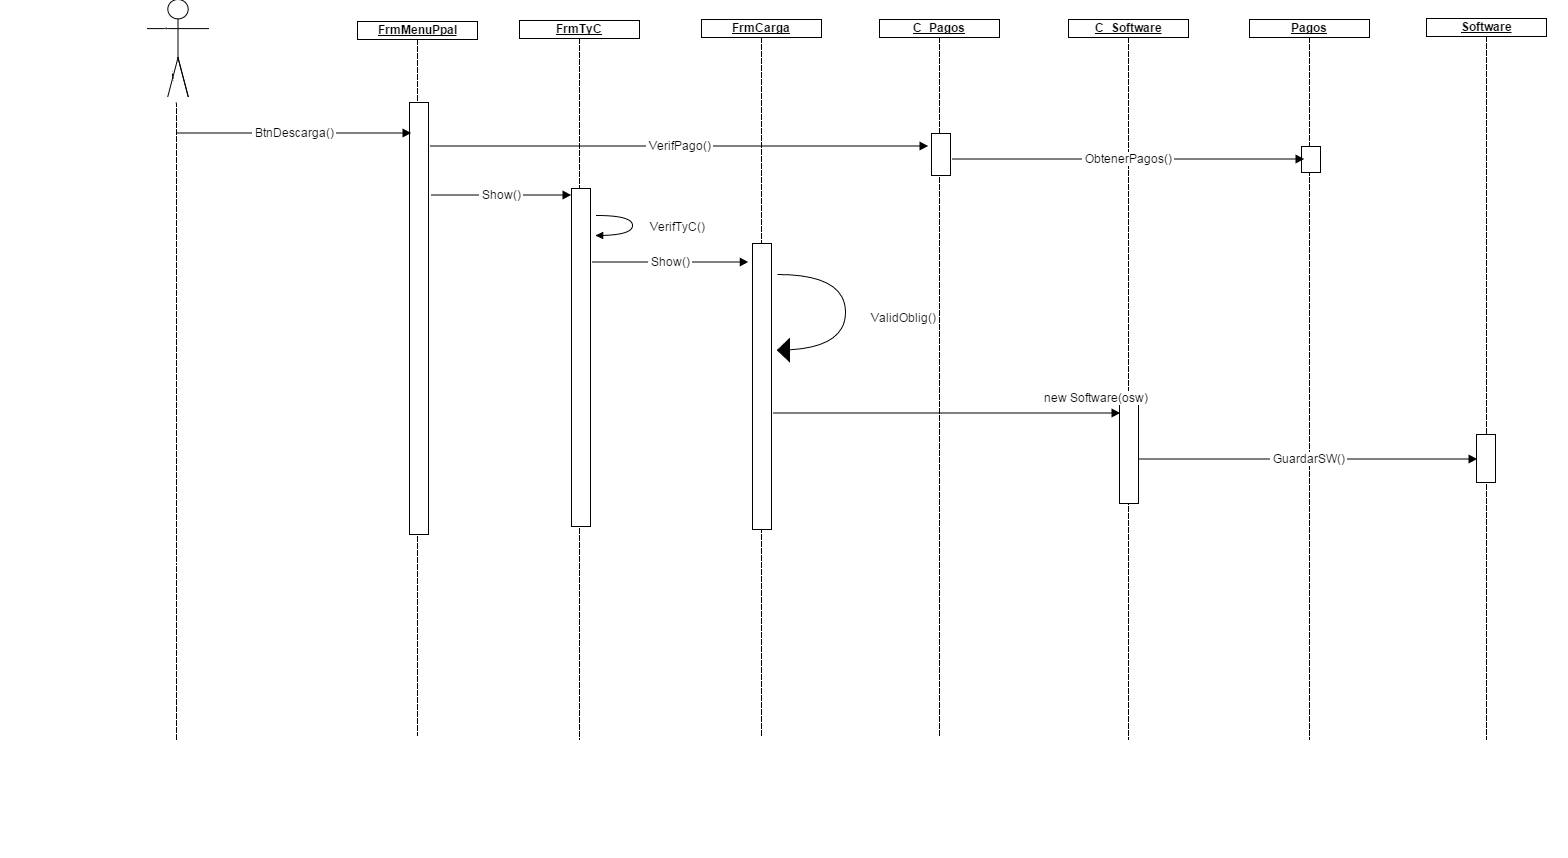 FrmMenuPpal
FrmTyC
FrmCarga
C_Pagos
C_Software
Pagos
Software
BtnDescarga()
VerifPago()
ObtenerPagos()
Show()
VerifTyC()
Show()
ValidOblig()
new Software(osw)
GuardarSW()